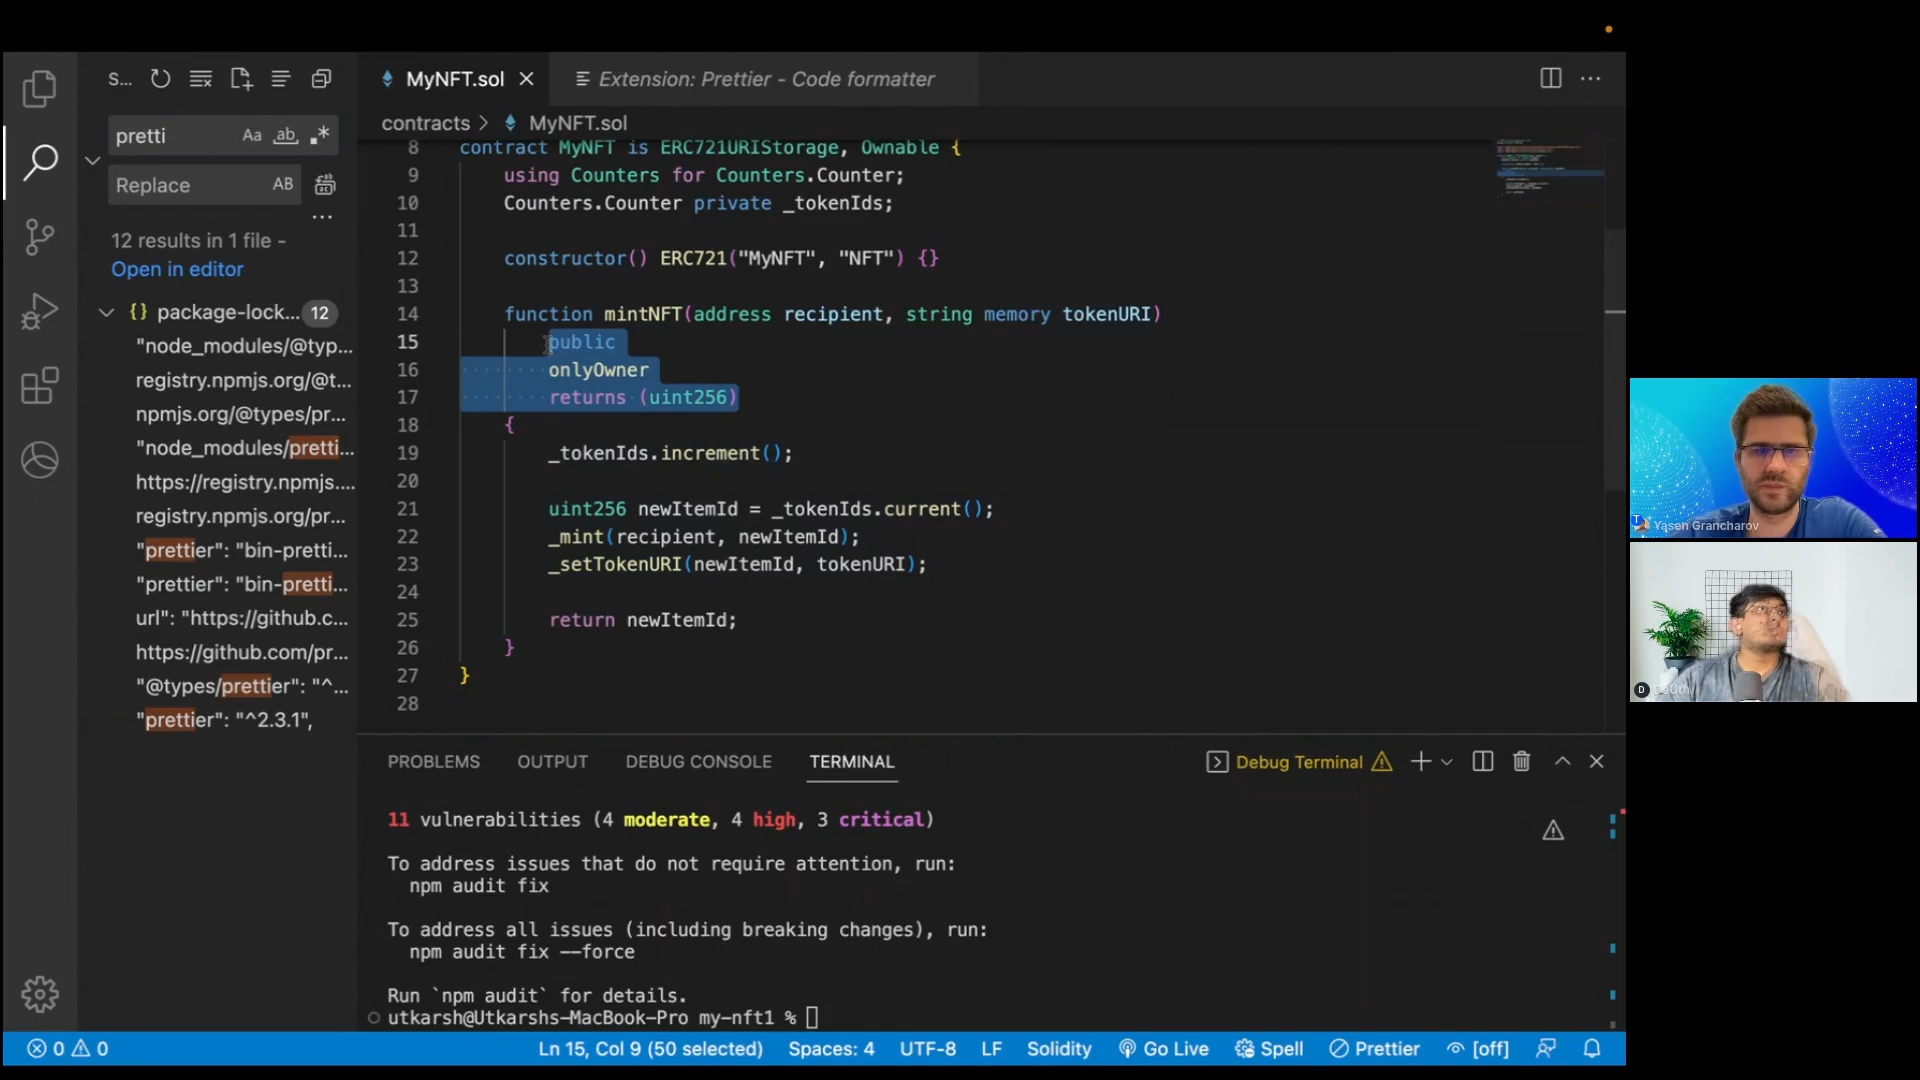 S...
pretti
Aa
ab
.*
Replace
AB
...
12 results in 1 file -
Open in editor
{} package-lock... 12
"node_modules/@typ...
registry.npmjs.org/@t...
npmjs.org/@types/pr...
"node_modules/pretti...
https://registry.npmjs....
registry.npmjs.org/pr...
"prettier": "bin-pretti...
"prettier": "bin-pretti...
url": "https://github.c...
https://github.com/pr...
"@types/prettier": "^...
"prettier": "^2.3.1",
MyNFT.sol
Extension: Prettier - Code formatter
contracts > MyNFT.sol
8 contract MyNFT is ERC721URIStorage, Ownable {
9 using Counters for Counters.Counter;
10 Counters.Counter private _tokenIds;
11
12 constructor() ERC721("MyNFT", "NFT") {}
13
14 function mintNFT(address recipient, string memory tokenURI)
15 public
16 onlyOwner
17 returns (uint256)
18 {
19 _tokenIds.increment();
20
21 uint256 newItemId = _tokenIds.current();
22 _mint(recipient, newItemId);
23 _setTokenURI(newItemId, tokenURI);
24
25 return newItemId;
26 }
27 }
28
PROBLEMS OUTPUT DEBUG CONSOLE TERMINAL
Debug Terminal
11 vulnerabilities (4 moderate, 4 high, 3 critical)
To address issues that do not require attention, run:
npm audit fix
To address all issues (including breaking changes), run:
npm audit fix --force
Run `npm audit` for details.
utkarsh@Utkarshs-MacBook-Pro my-nft1 %
0 0
Ln 15, Col 9 (50 selected)
Spaces: 4
UTF-8
LF
Solidity
Go Live
Spell
Prettier
[off]
Yasen Grancharov
D